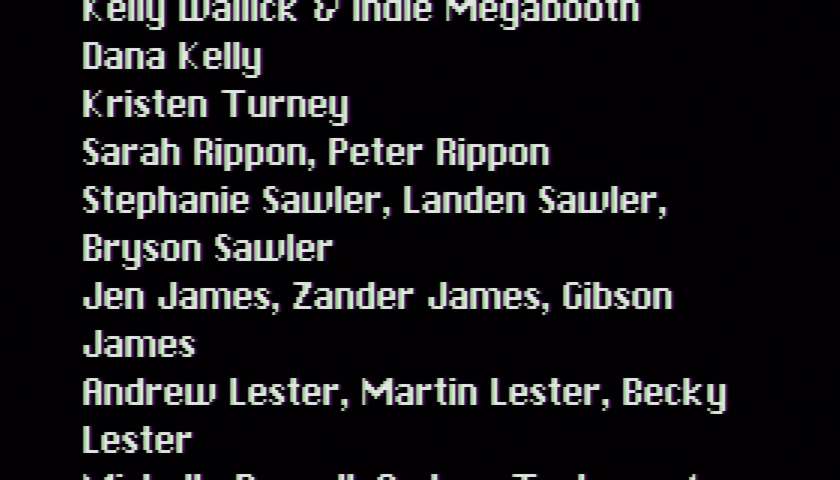 Kelly Wallick & Indie Megabooth
Dana Kelly
Kristen Turney
Sarah Rippon, Peter Rippon
Stephanie Sawler, Landen Sawler,
Bryson Sawler
Jen James, Zander James, Gibson
James
Andrew Lester, Martin Lester, Becky
Lester